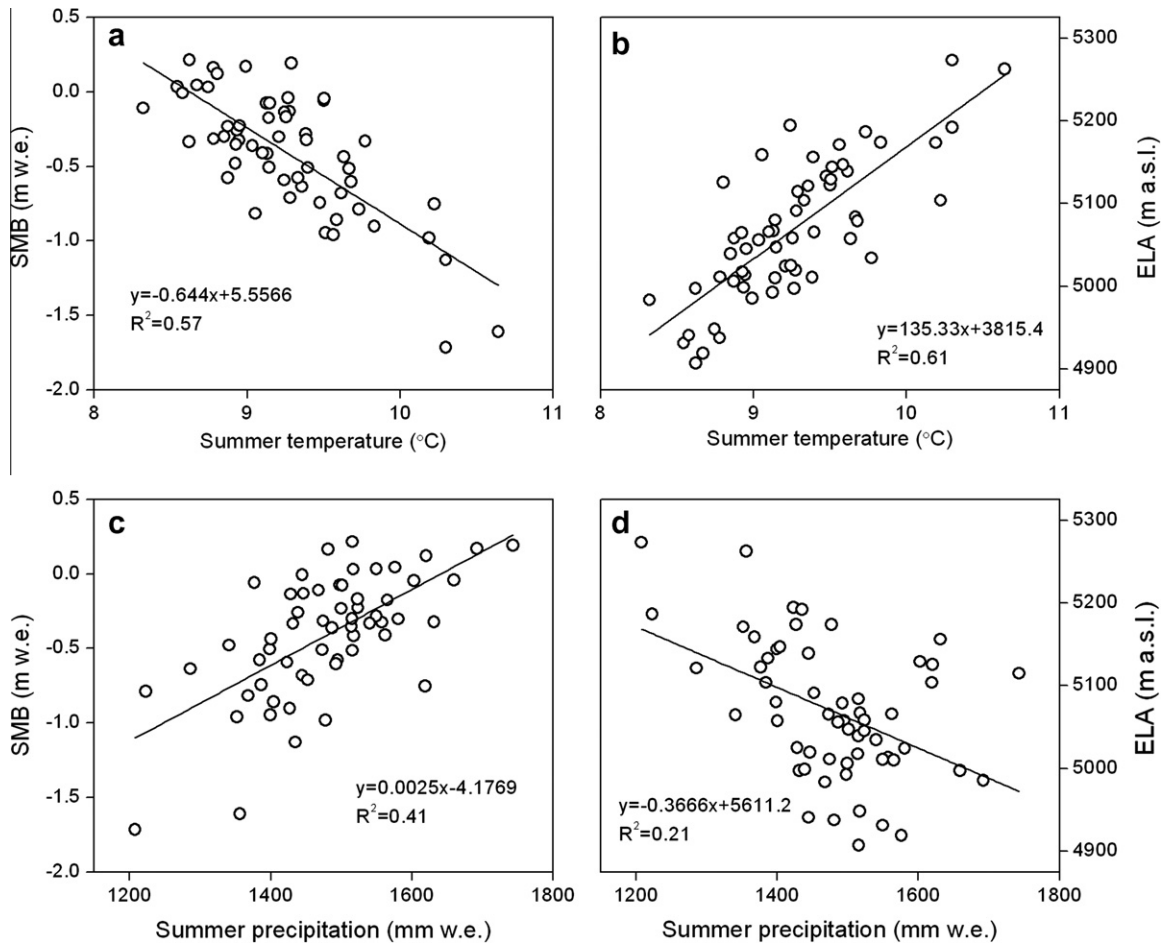 a
0.5
0.0
-0.5
-1.0
-1.5
-2.0
SMB (m w.e.)
y=-0.644x+5.5566
R²=0.57
8 9 10 11
Summer temperature (°C)
b
5300
5200
5100
5000
4900
ELA (m a.s.l.)
y=135.33x+3815.4
R²=0.61
8 9 10 11
Summer temperature (°C)
c
0.5
0.0
-0.5
-1.0
-1.5
-2.0
SMB (m w.e.)
y=0.0025x-4.1769
R²=0.41
1200 1400 1600 1800
Summer precipitation (mm w.e.)
d
5300
5200
5100
5000
4900
ELA (m a.s.l.)
y=-0.3666x+5611.2
R²=0.21
1200 1400 1600 1800
Summer precipitation (mm w.e.)